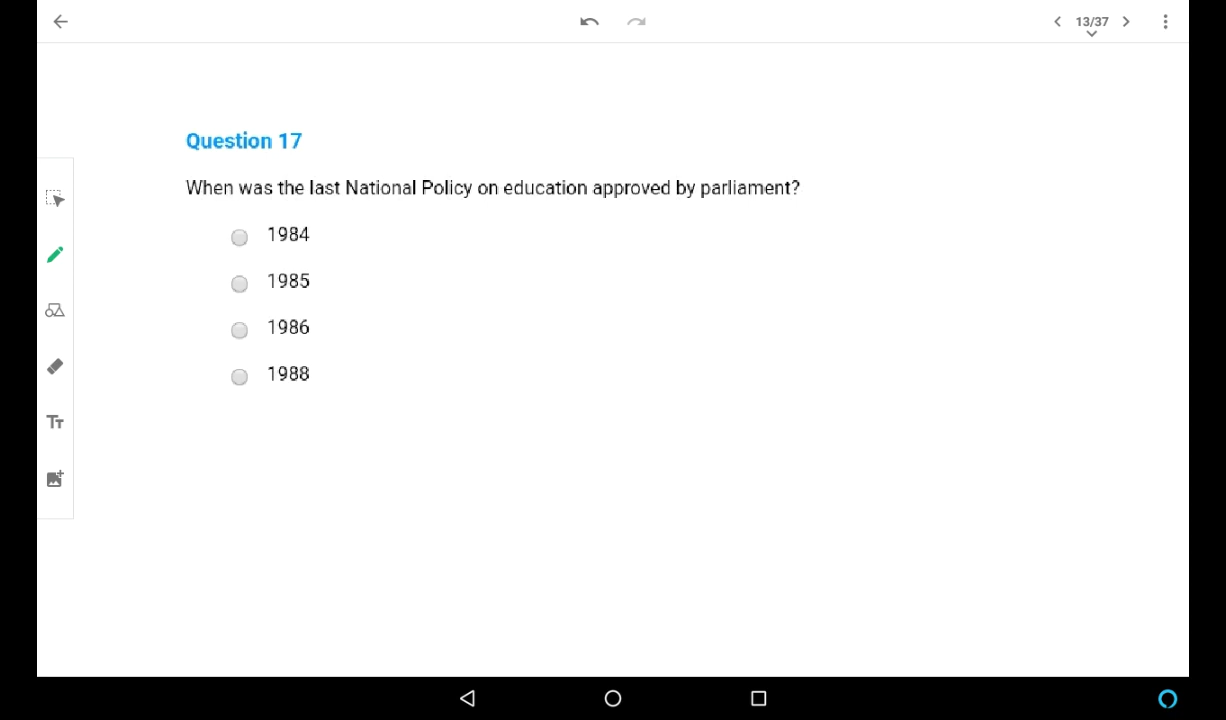 13/37
Question 17
When was the last National Policy on education approved by parliament?
1984
1985
1986
1988
Tт